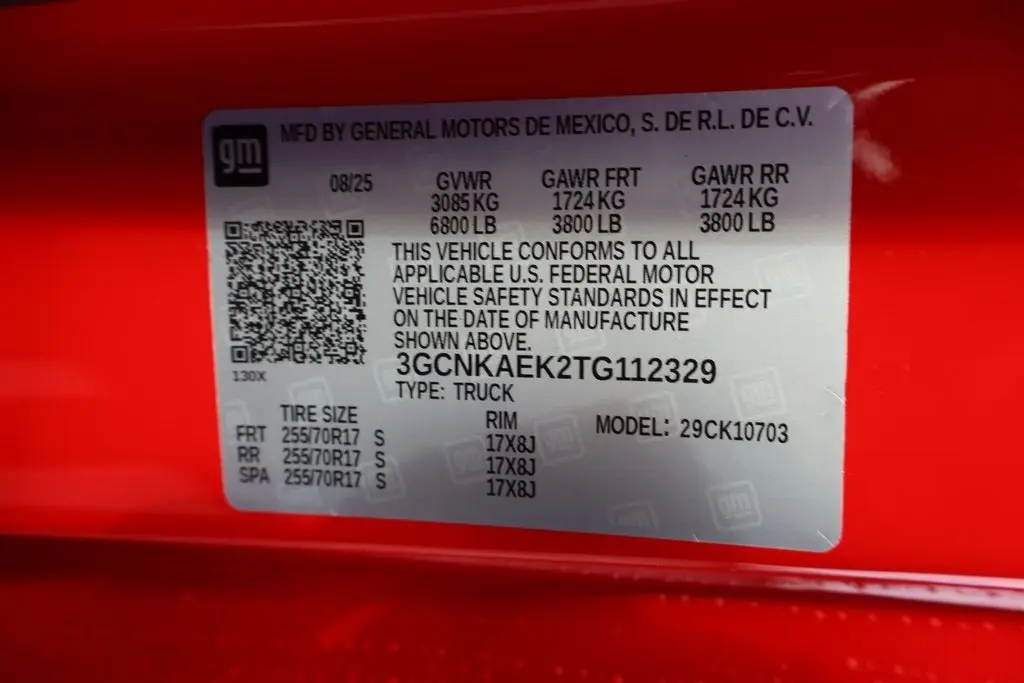 gm MFD BY GENERAL MOTORS DE MEXICO, S. DE R.L. DE C.V.
08/25 GVWR GAWR FRT GAWR RR
3085 KG 1724 KG 1724 KG
6800 LB 3800 LB 3800 LB
THIS VEHICLE CONFORMS TO ALL
APPLICABLE U.S. FEDERAL MOTOR
VEHICLE SAFETY STANDARDS IN EFFECT
ON THE DATE OF MANUFACTURE
SHOWN ABOVE.
3GCNKAEK2TG112329
130X
TYPE: TRUCK
TIRE SIZE RIM MODEL: 29CK10703
FRT 255/70R17 S 17X8J
RR 255/70R17 S 17X8J
SPA 255/70R17 S 17X8J
gm